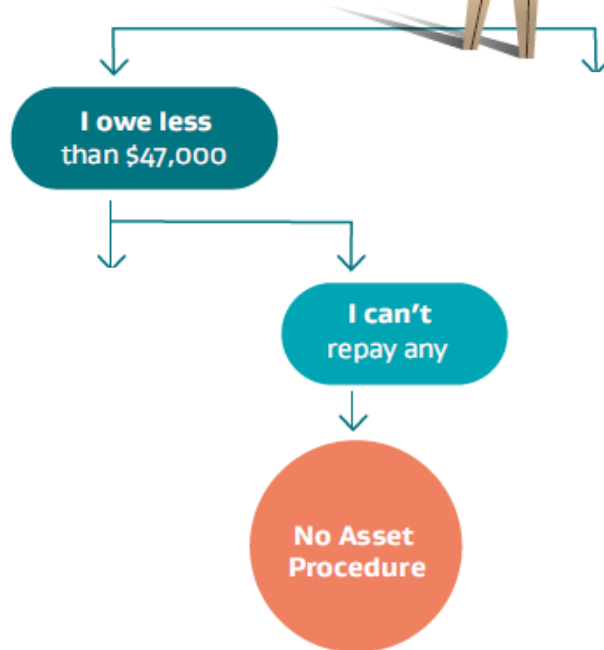 I owe less
than $47,000
I can't
repay any
No Asset
Procedure